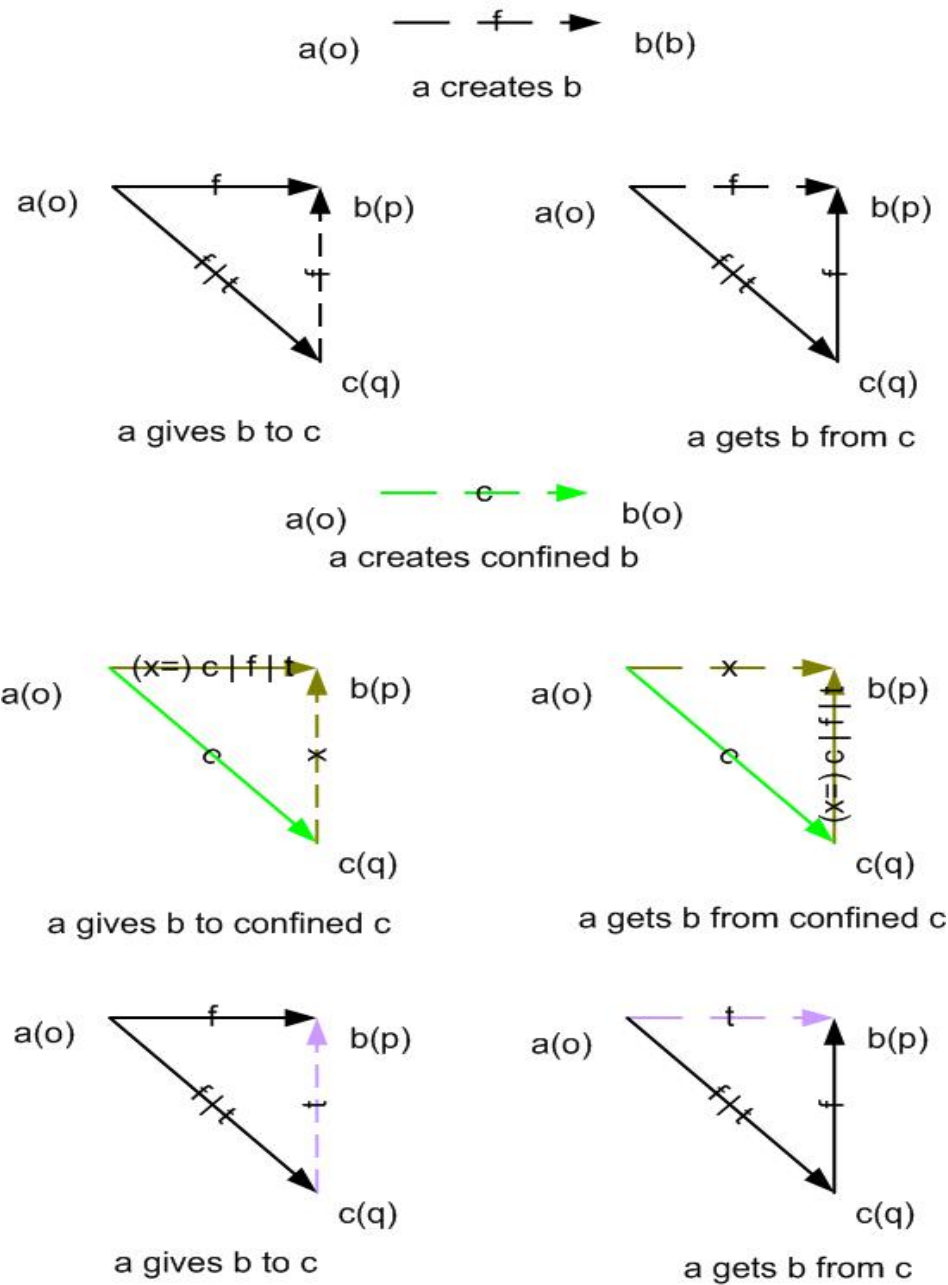 f
a(o) b(b)
a creates b
f f
a(o) b(p) a(o) b(p)
f|t f f|t f
c(q) c(q)
a gives b to c a gets b from c
c
a(o) b(o)
a creates confined b
(x=) c | f | t x
a(o) b(p) a(o) b(p)
c x c (x=) c | f | t
c(q) c(q)
a gives b to confined c a gets b from confined c
f t
a(o) b(p) a(o) b(p)
f|t t f|t f
c(q) c(q)
a gives b to c a gets b from c